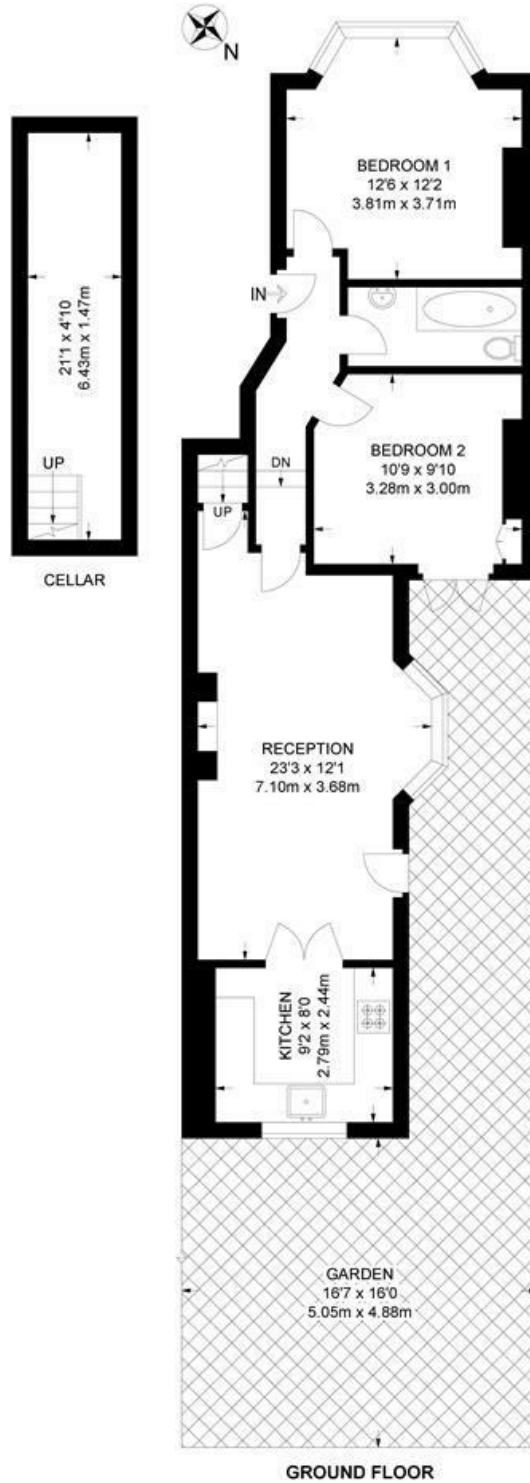 N
BEDROOM 1
12'6 x 12'2
3.81m x 3.71m
IN
21'1 x 4'10
6.43m x 1.47m
UP
CELLAR
BEDROOM 2
10'9 x 9'10
3.28m x 3.00m
DN
UP
RECEPTION
23'3 x 12'1
7.10m x 3.68m
KITCHEN
9'2 x 8'0
2.79m x 2.44m
GARDEN
16'7 x 16'0
5.05m x 4.88m
GROUND FLOOR